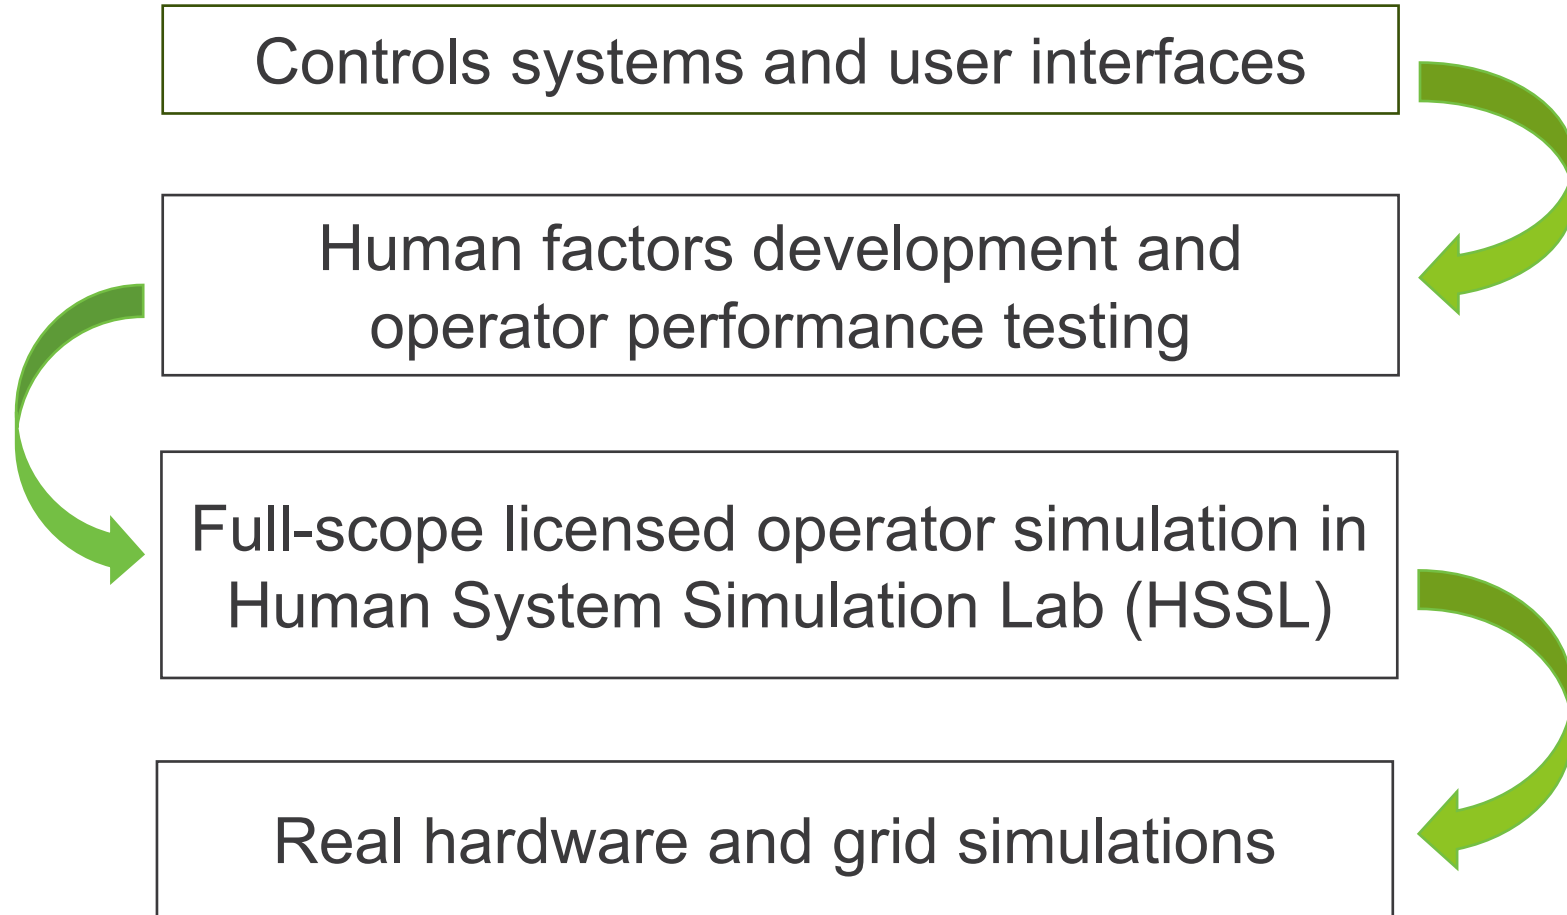 Controls systems and user interfaces
Human factors development and
operator performance testing
Full-scope licensed operator simulation in
Human System Simulation Lab (HSSL)
Real hardware and grid simulations